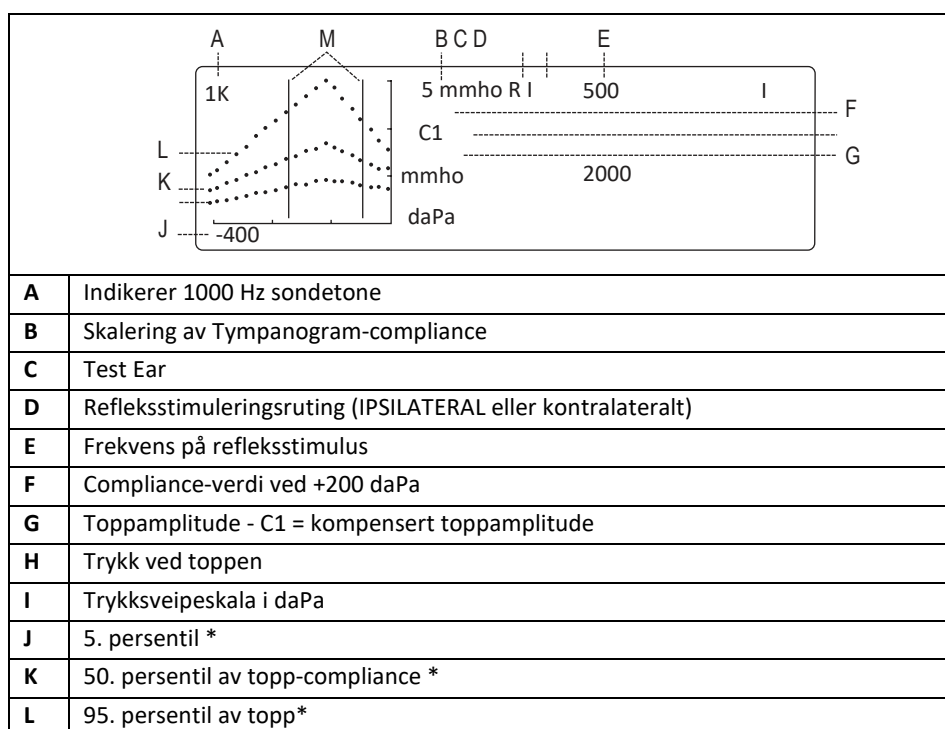 A M B C D E
1K 5 mmho R I 500 I
F
C1
L G
K mmho 2000
daPa
J -400
A Indikerer 1000 Hz sondetone
B Skalering av Tympanogram-compliance
C Test Ear
D Refleksstimuleringsruting (IPSILATERAL eller kontralateralt)
E Frekvens på refleksstimulus
F Compliance-verdi ved +200 daPa
G Toppamplitude - C1 = kompensert toppamplitude
H Trykk ved toppen
I Trykksveipeskala i daPa
J 5. persentil *
K 50. persentil av topp-compliance *
L 95. persentil av topp*